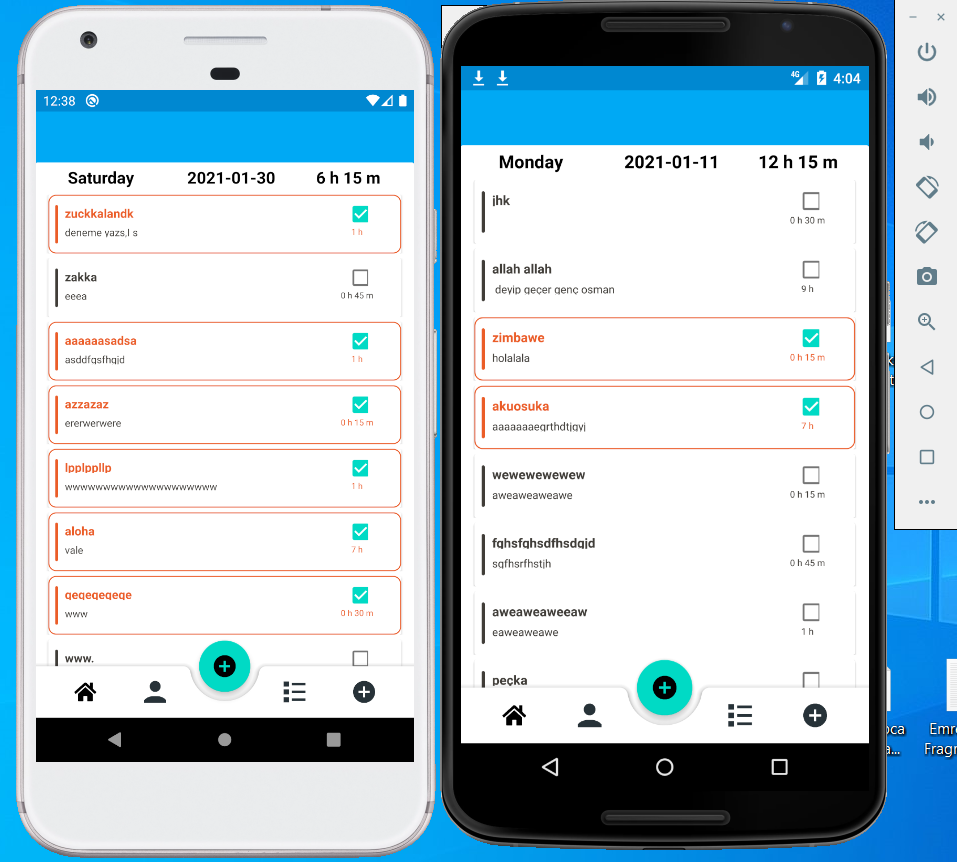 12:38
Saturday 2021-01-30 6 h 15 m
zuckkalandk
deneme yazs,l s
1 h
zakka
eeea
0 h 45 m
aaaaaasadsa
asddfgsfhgjd
1 h
azzazaz
ererwerwere
0 h 15 m
lpplppllp
wwwwwwwwwwwwwwwwwwww
1 h
aloha
vale
7 h
gegegegege
www
0 h 30 m
www.
4G 4:04
Monday 2021-01-11 12 h 15 m
jhk
0 h 30 m
allah allah
deyip geçer genç osman
9 h
zimbawe
holalala
0 h 15 m
akuosuka
aaaaaaaegrthdtjgyj
7 h
wewewewewew
aweaweaweawe
0 h 15 m
fghsfghsdfhsdgjd
sgfhsrfhstjh
0 h 45 m
aweaweaweeaw
eaweaweawe
1 h
peçka
Emre
Fragr